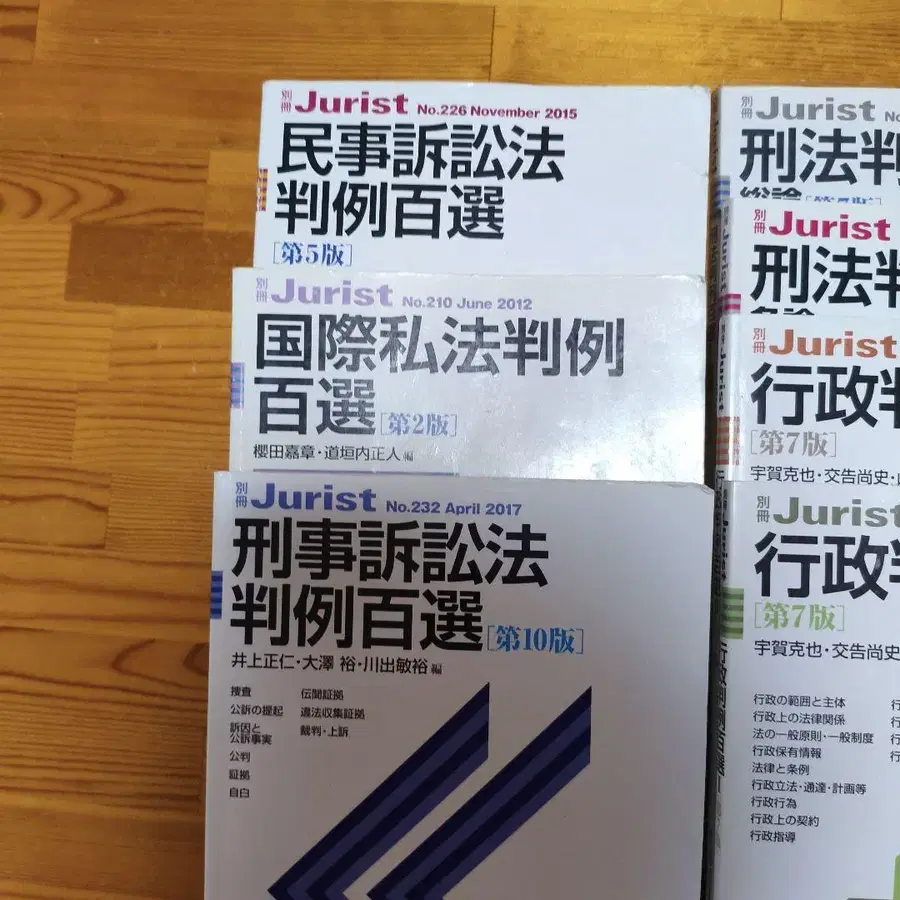 別冊 Jurist No.226 November 2015
民事訴訟法
判例百選
[第5版]
別冊 Jurist No.210 June 2012
国際私法判例
百選[第2版]
櫻田嘉章・道垣内正人 編
別冊 Jurist No.232 April 2017
刑事訴訟法
判例百選[第10版]
井上正仁・大澤 裕・川出敏裕 編
捜査
公訴の提起
訴因と
公訴事実
公判
証拠
自白
伝聞証拠
違法収集証拠
裁判・上訴
別冊 Jurist No
刑法判
総論
別冊 Jurist
刑法判
別冊 Jurist
行政判
[第7版]
宇賀克也・交告尚史・
別冊 Jurist
行政判
[第7版]
宇賀克也・交告尚史
行政の範囲と主体
行政上の法律関係
法の一般原則・一般制度
行政保有情報
法律と条例
行政立法・通達・計画等
行政行為
行政上の契約
行政指導